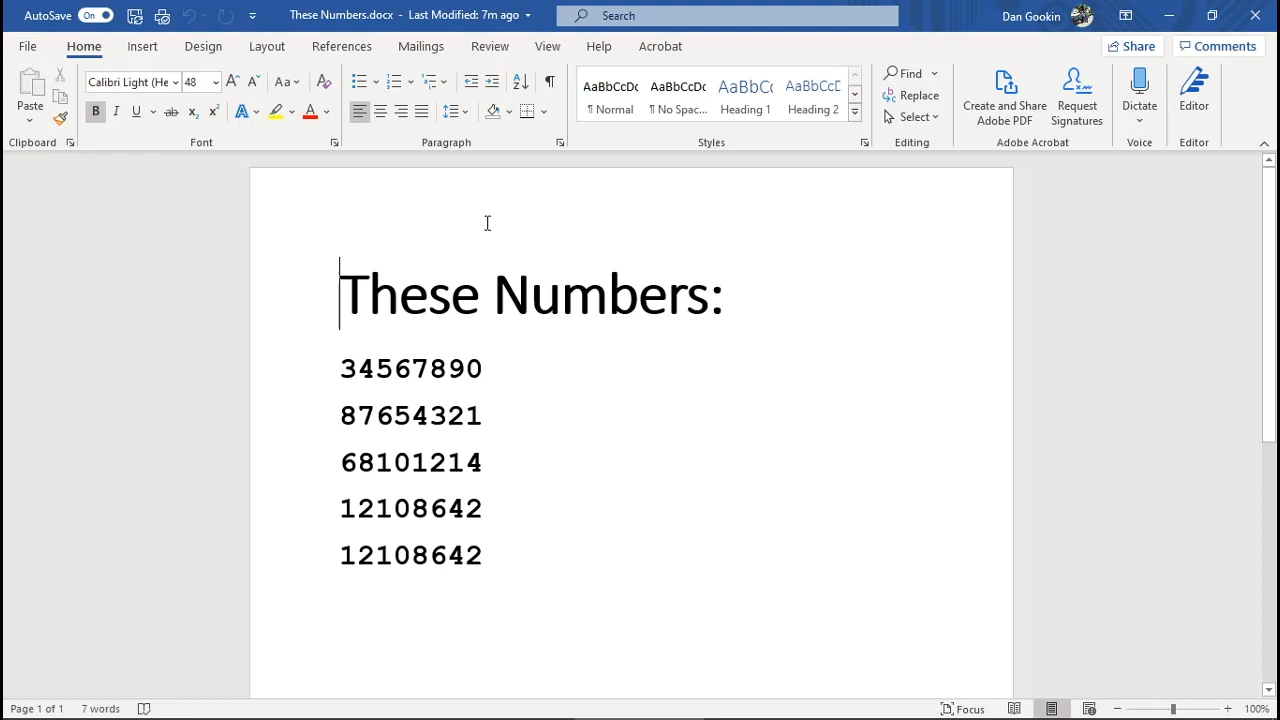 AutoSave On These Numbers.docx - Last Modified: 7m ago Search Dan Gookin
File Home Insert Design Layout References Mailings Review View Help Acrobat Share Comments
Paste
Calibri Light (He 48 Aa
B I U ab x2 x2 A A
AaBbCcDc AaBbCcDc AaBbCc AaBbCcD
¶ Normal ¶ No Spac... Heading 1 Heading 2
Find
Replace
Select
Create and Share Adobe PDF
Request Signatures
Dictate
Editor
Clipboard Font Paragraph Styles Editing Adobe Acrobat Voice Editor
These Numbers:
34567890
87654321
68101214
12108642
12108642
Page 1 of 1 7 words Focus 100%